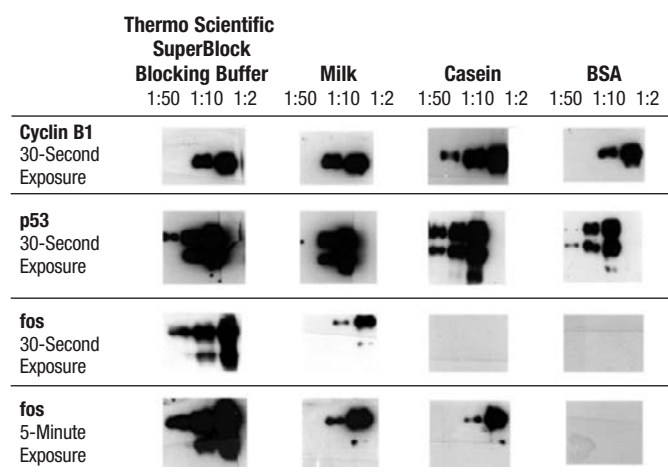 Thermo Scientific
SuperBlock
Blocking Buffer Milk Casein BSA
1:50 1:10 1:2 1:50 1:10 1:2 1:50 1:10 1:2 1:50 1:10 1:2
Cyclin B1
30-Second
Exposure
p53
30-Second
Exposure
fos
30-Second
Exposure
fos
5-Minute
Exposure